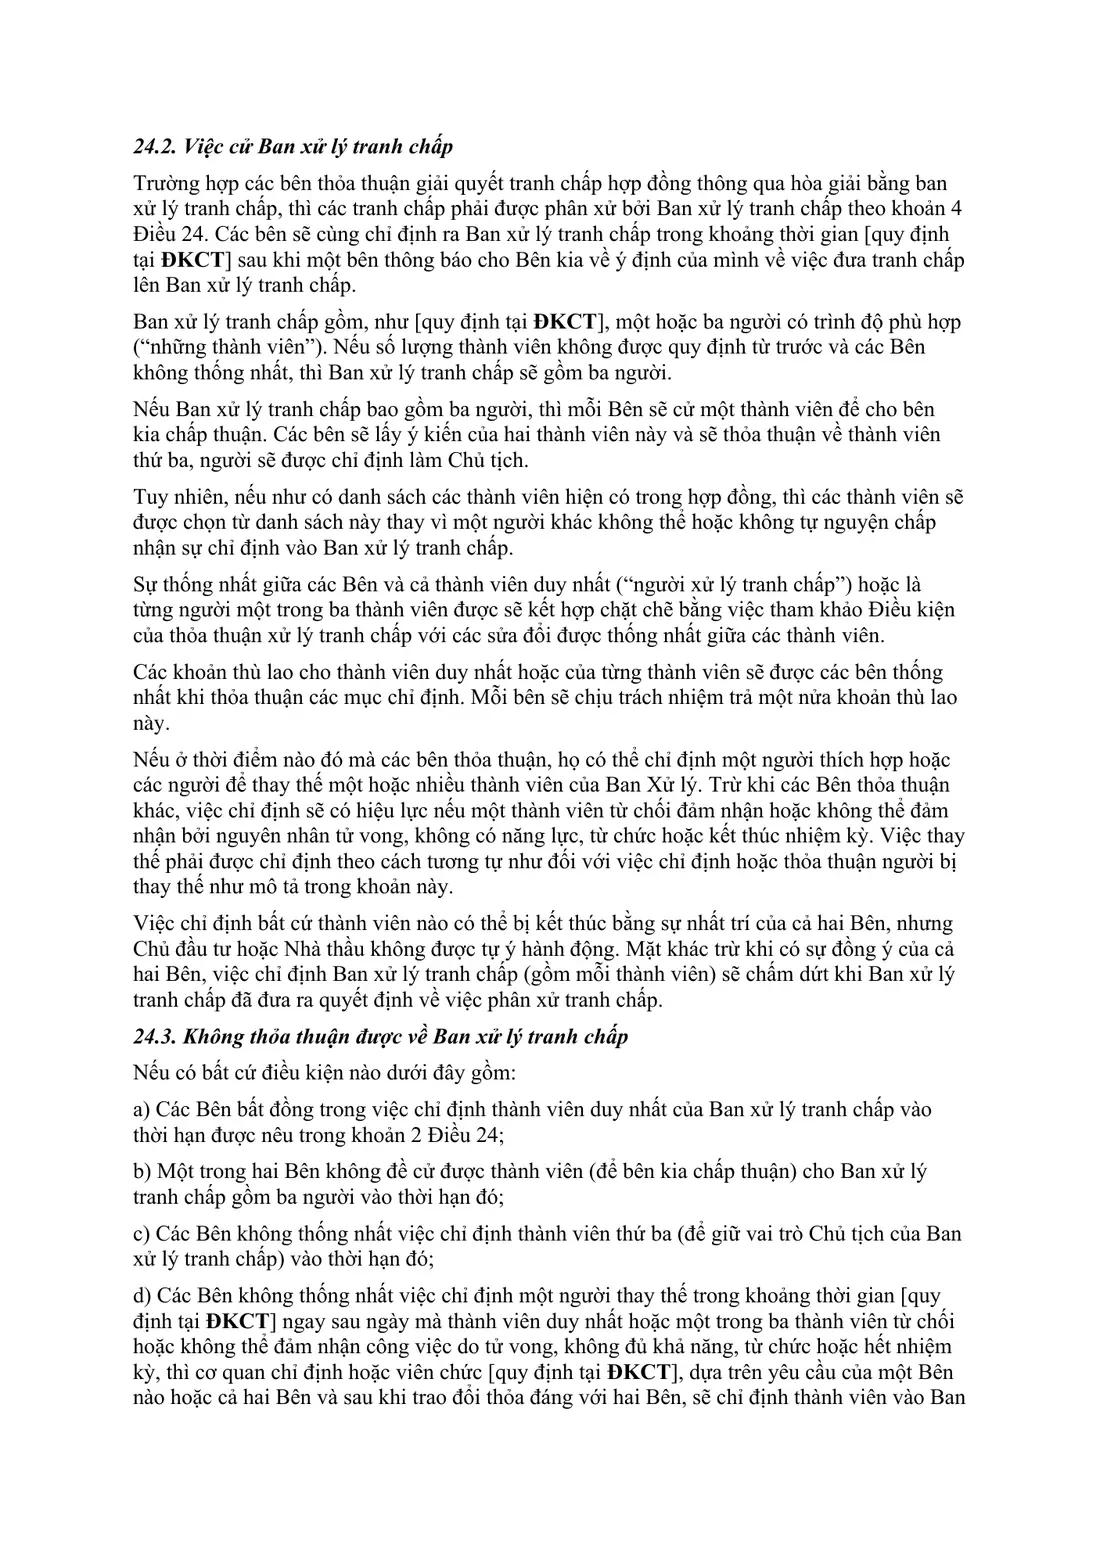 24.2. Việc cử Ban xử lý tranh chấp
Trường hợp các bên thỏa thuận giải quyết tranh chấp hợp đồng thông qua hòa giải bằng ban
xử lý tranh chấp, thì các tranh chấp phải được phân xử bởi Ban xử lý tranh chấp theo khoản 4
Điều 24. Các bên sẽ cùng chỉ định ra Ban xử lý tranh chấp trong khoảng thời gian [quy định
tại ĐKCT] sau khi một bên thông báo cho Bên kia về ý định của mình về việc đưa tranh chấp
lên Ban xử lý tranh chấp.
Ban xử lý tranh chấp gồm, như [quy định tại ĐKCT], một hoặc ba người có trình độ phù hợp
(“những thành viên”). Nếu số lượng thành viên không được quy định từ trước và các Bên
không thống nhất, thì Ban xử lý tranh chấp sẽ gồm ba người.
Nếu Ban xử lý tranh chấp bao gồm ba người, thì mỗi Bên sẽ cử một thành viên để cho bên
kia chấp thuận. Các bên sẽ lấy ý kiến của hai thành viên này và sẽ thỏa thuận về thành viên
thứ ba, người sẽ được chỉ định làm Chủ tịch.
Tuy nhiên, nếu như có danh sách các thành viên hiện có trong hợp đồng, thì các thành viên sẽ
được chọn từ danh sách này thay vì một người khác không thể hoặc không tự nguyện chấp
nhận sự chỉ định vào Ban xử lý tranh chấp.
Sự thống nhất giữa các Bên và cả thành viên duy nhất (“người xử lý tranh chấp”) hoặc là
từng người một trong ba thành viên được sẽ kết hợp chặt chẽ bằng việc tham khảo Điều kiện
của thỏa thuận xử lý tranh chấp với các sửa đổi được thống nhất giữa các thành viên.
Các khoản thù lao cho thành viên duy nhất hoặc của từng thành viên sẽ được các bên thống
nhất khi thỏa thuận các mục chỉ định. Mỗi bên sẽ chịu trách nhiệm trả một nửa khoản thù lao
này.
Nếu ở thời điểm nào đó mà các bên thỏa thuận, họ có thể chỉ định một người thích hợp hoặc
các người để thay thế một hoặc nhiều thành viên của Ban Xử lý. Trừ khi các Bên thỏa thuận
khác, việc chỉ định sẽ có hiệu lực nếu một thành viên từ chối đảm nhận hoặc không thể đảm
nhận bởi nguyên nhân tử vong, không có năng lực, từ chức hoặc kết thúc nhiệm kỳ. Việc thay
thế phải được chỉ định theo cách tương tự như đối với việc chỉ định hoặc thỏa thuận người bị
thay thế như mô tả trong khoản này.
Việc chỉ định bất cứ thành viên nào có thể bị kết thúc bằng sự nhất trí của cả hai Bên, nhưng
Chủ đầu tư hoặc Nhà thầu không được tự ý hành động. Mặt khác trừ khi có sự đồng ý của cả
hai Bên, việc chỉ định Ban xử lý tranh chấp (gồm mỗi thành viên) sẽ chấm dứt khi Ban xử lý
tranh chấp đã đưa ra quyết định về việc phân xử tranh chấp.
24.3. Không thỏa thuận được về Ban xử lý tranh chấp
Nếu có bất cứ điều kiện nào dưới đây gồm:
a) Các Bên bất đồng trong việc chỉ định thành viên duy nhất của Ban xử lý tranh chấp vào
thời hạn được nêu trong khoản 2 Điều 24;
b) Một trong hai Bên không đề cử được thành viên (để bên kia chấp thuận) cho Ban xử lý
tranh chấp gồm ba người vào thời hạn đó;
c) Các Bên không thống nhất việc chỉ định thành viên thứ ba (để giữ vai trò Chủ tịch của Ban
xử lý tranh chấp) vào thời hạn đó;
d) Các Bên không thống nhất việc chỉ định một người thay thế trong khoảng thời gian [quy
định tại ĐKCT] ngay sau ngày mà thành viên duy nhất hoặc một trong ba thành viên từ chối
hoặc không thể đảm nhận công việc do tử vong, không đủ khả năng, từ chức hoặc hết nhiệm
kỳ, thì cơ quan chỉ định hoặc viên chức [quy định tại ĐKCT], dựa trên yêu cầu của một Bên
nào hoặc cả hai Bên và sau khi trao đổi thỏa đáng với hai Bên, sẽ chỉ định thành viên vào Ban